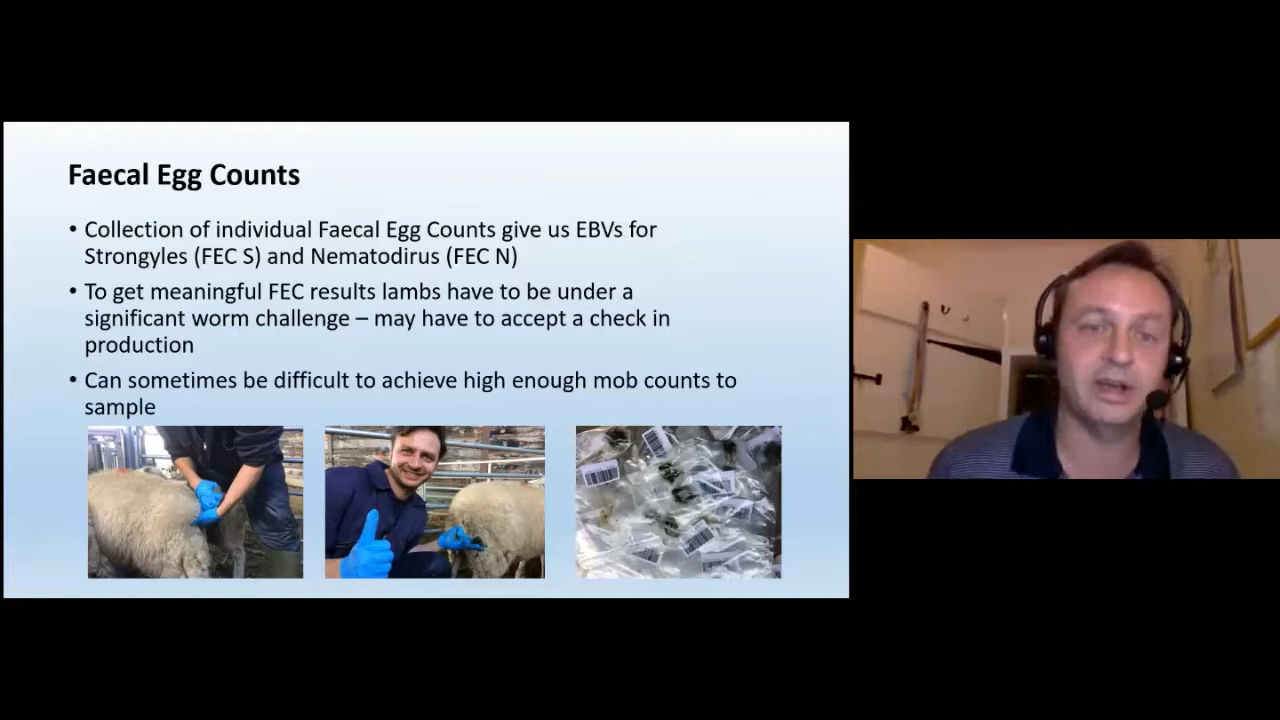 Faecal Egg Counts
• Collection of individual Faecal Egg Counts give us EBVs for
Strongyles (FEC S) and Nematodirus (FEC N)
• To get meaningful FEC results lambs have to be under a
significant worm challenge – may have to accept a check in
production
• Can sometimes be difficult to achieve high enough mob counts to
sample